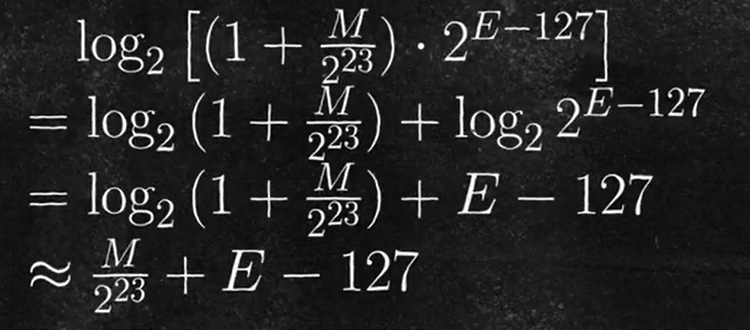 log₂ [(1 + M/2²³) · 2^(E−127)]
= log₂ (1 + M/2²³) + log₂ 2^(E−127)
= log₂ (1 + M/2²³) + E − 127
≈ M/2²³ + E − 127